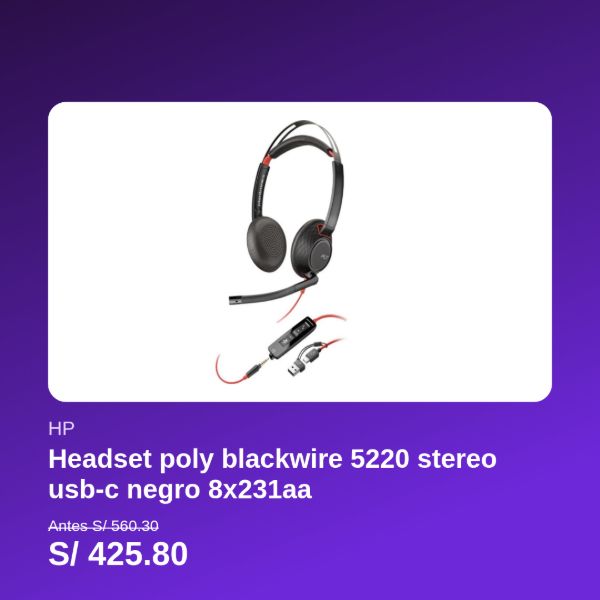 HP
Headset poly blackwire 5220 stereo
usb-c negro 8x231aa
Antes S/ 560.30
S/ 425.80